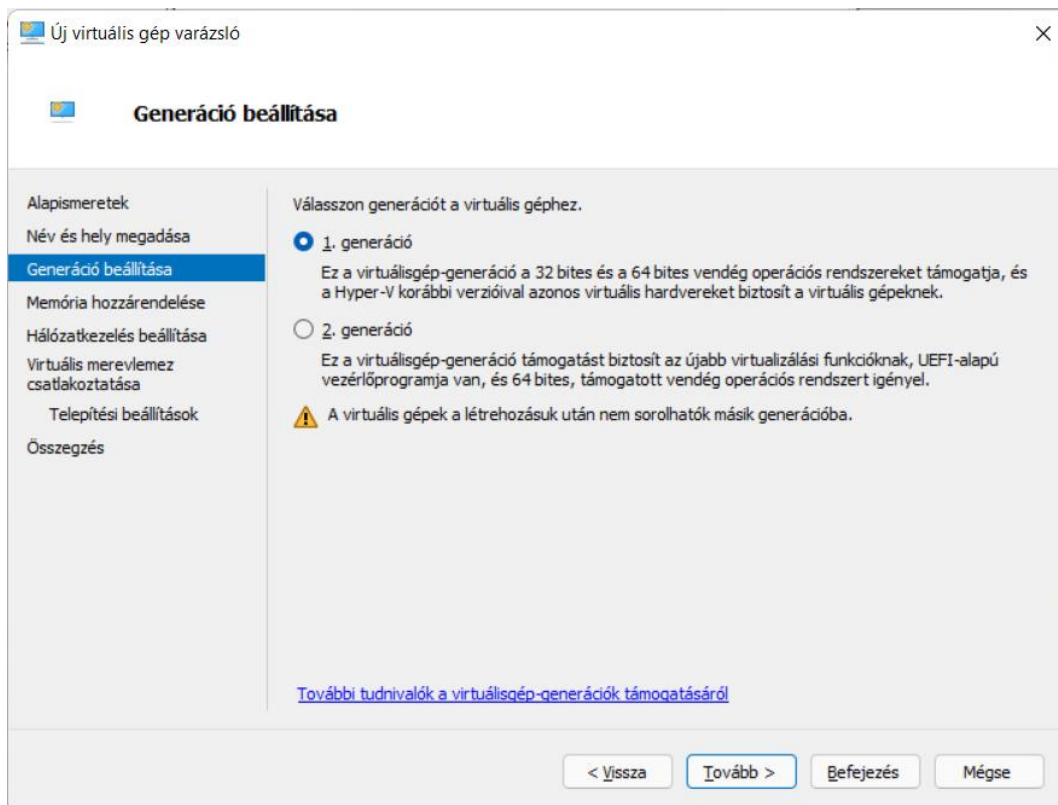 Új virtuális gép varázsló
Generáció beállítása
Alapismeretek
Név és hely megadása
Generáció beállítása
Memória hozzárendelése
Hálózatkezelés beállítása
Virtuális merevlemez
csatlakoztatása
Telepítési beállítások
Összegzés
Válasszon generációt a virtuális géphez.
1. generáció
Ez a virtuálisgép-generáció a 32 bites és a 64 bites vendég operációs rendszereket támogatja, és
a Hyper-V korábbi verzióival azonos virtuális hardvereket biztosít a virtuális gépeknek.
2. generáció
Ez a virtuálisgép-generáció támogatást biztosít az újabb virtualizálási funkcióknak, UEFI-alapú
vezérlőprogramja van, és 64 bites, támogatott vendég operációs rendszert igényel.
A virtuális gépek a létrehozásuk után nem sorolhatók másik generációba.
További tudnivalók a virtuálisgép-generációk támogatásáról
< Vissza
Tovább >
Befejezés
Mégse